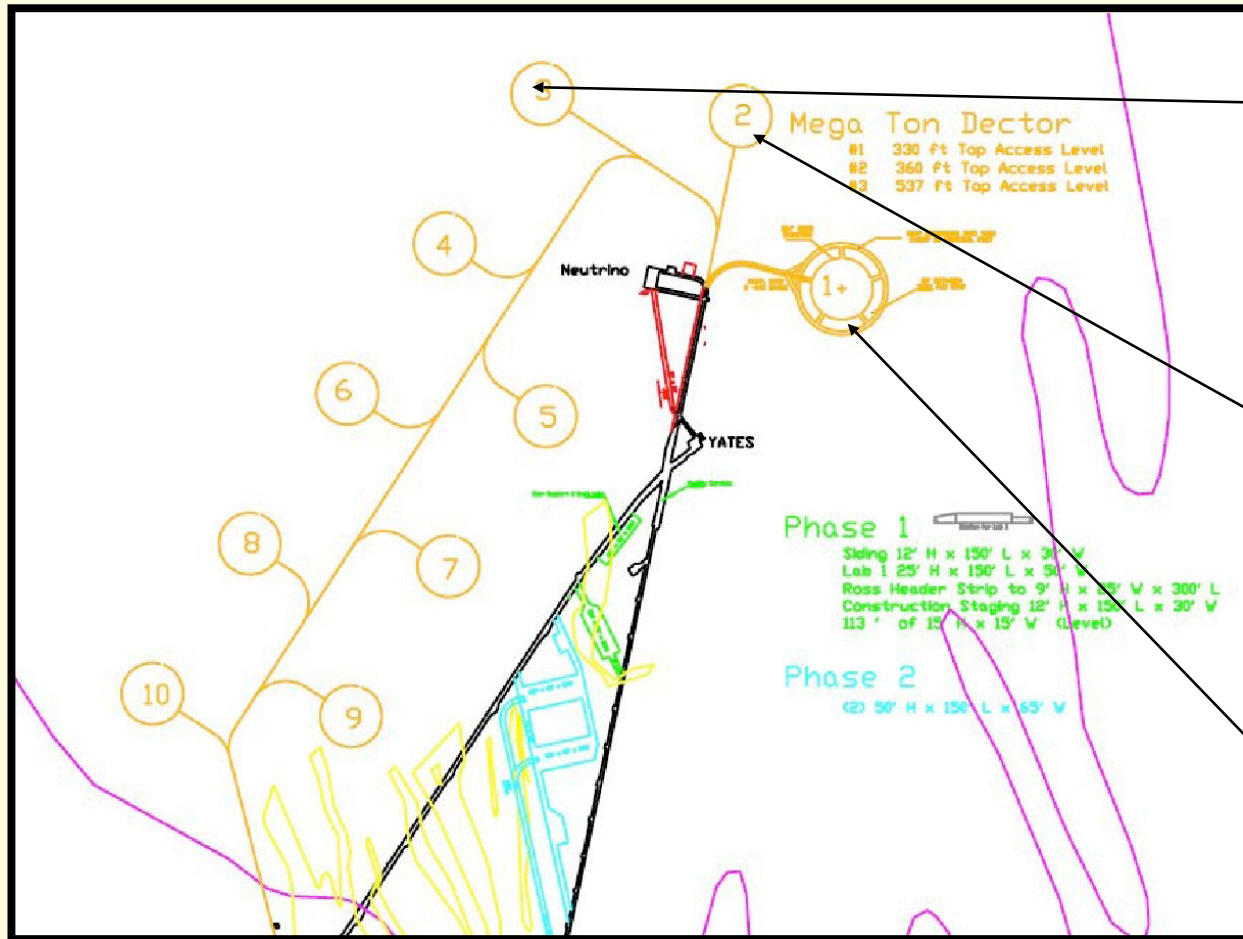 3
2
Mega Ton Dector
#1 330 ft Top Access Level
#2 360 ft Top Access Level
#3 537 ft Top Access Level
4
Neutrino
1+
6
5
YATES
8
7
Phase 1
Siding 12' H x 150' L x 30' W
Lab 1 25' H x 150' L x 50' W
Ross Header Strip to 9' H x W x 300' L
Construction Staging 12' H x 150' L x 30' W
113 ' of 15' H x 15' W (Level)
10
9
Phase 2
(2) 50' H x 150' L x 65' W